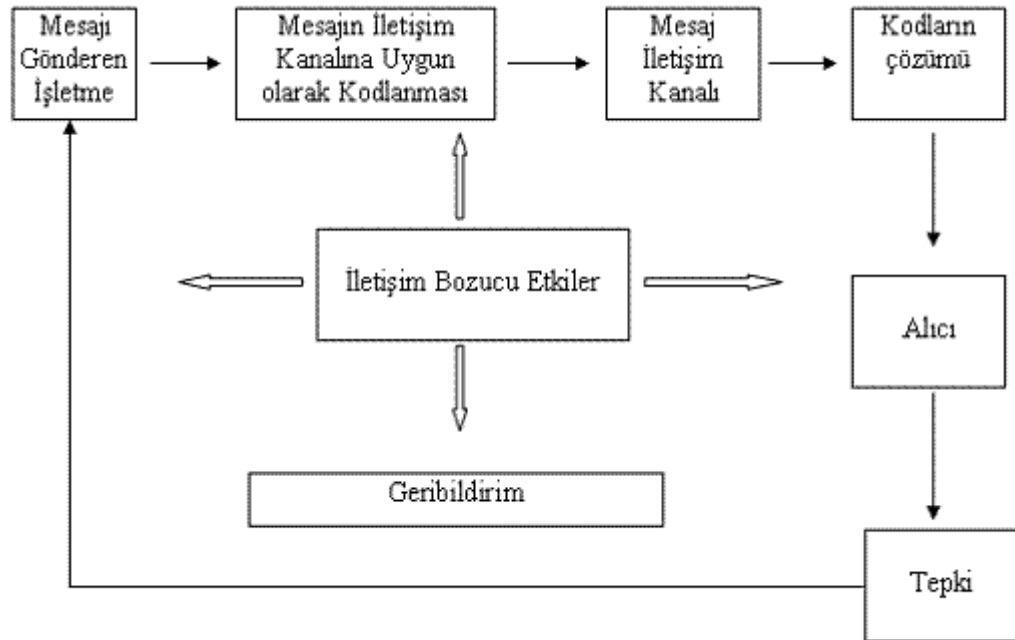 Mesajı
Gönderen
İşletme
Mesajın İletişim
Kanalına Uygun
olarak Kodlanması
Mesaj
İletişim
Kanalı
Kodların
çözümü
İletişim Bozucu Etkiler
Alıcı
Geribildirim
Tepki